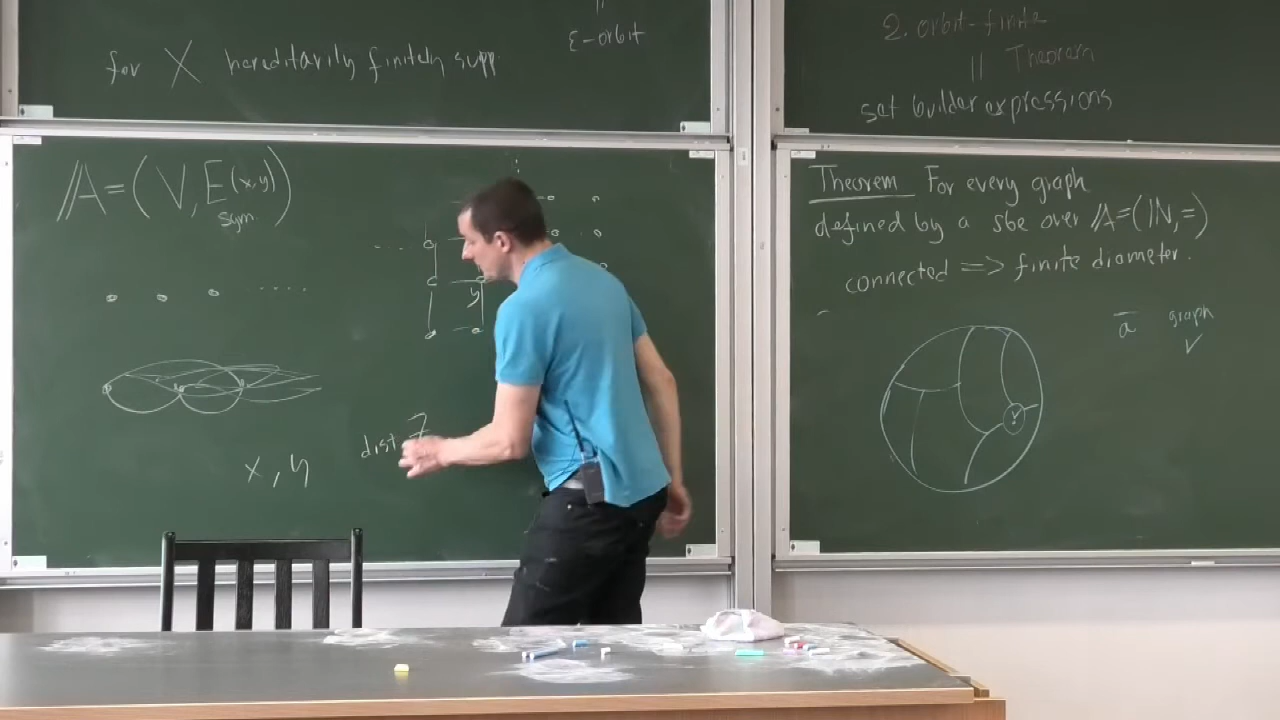 ε-orbit
for X hereditarily finitely supp.
𝔸=(V, E(x,y))
sym.
y
dist 7
x, y
2. orbit-finite
|| Theorem
set builder expressions
Theorem For every graph
defined by a sbe over 𝔸=(ℕ,=)
connected => finite diameter.
a̅ graph
✓
✓